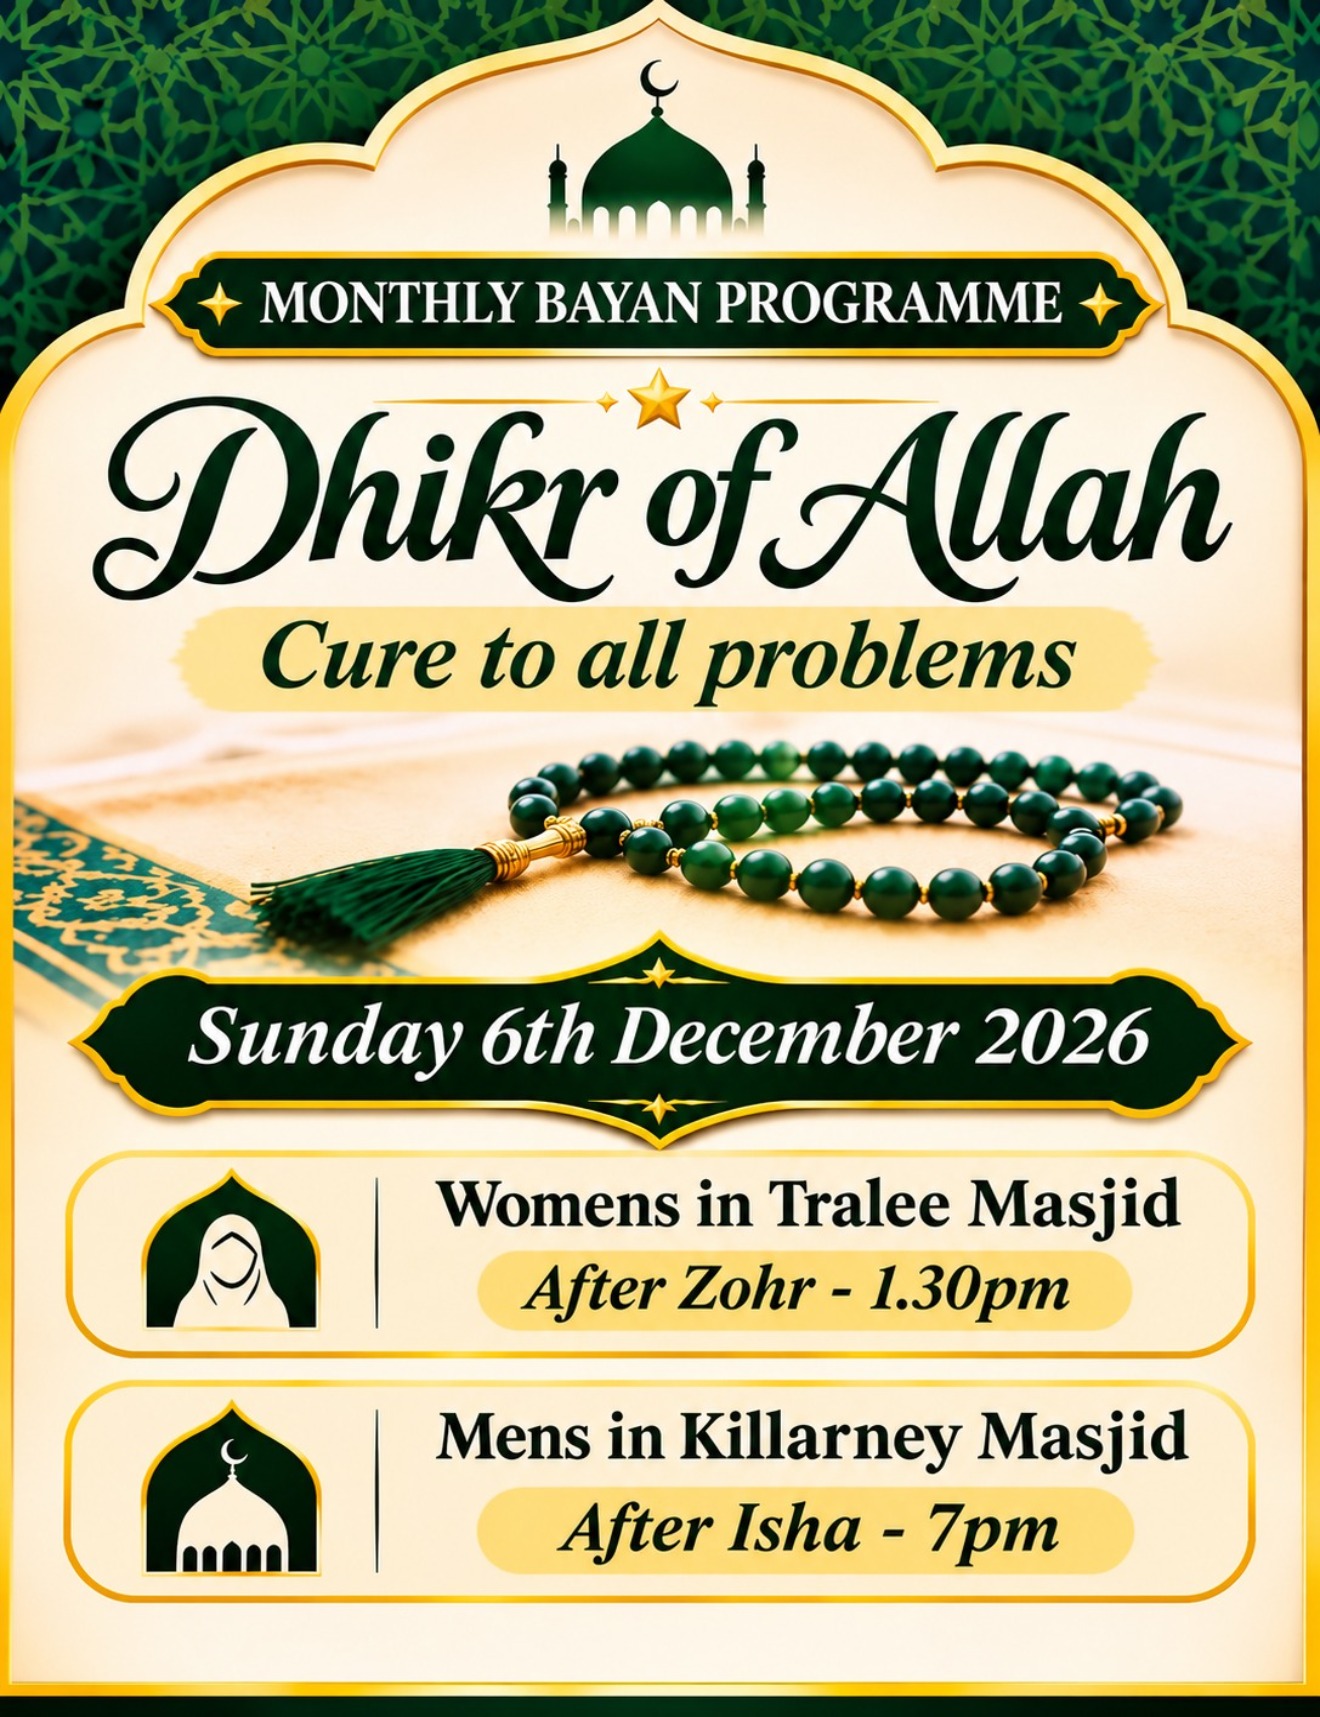 MONTHLY BAYAN PROGRAMME
Dhikr of Allah
Cure to all problems
Sunday 6th December 2026
Womens in Tralee Masjid
After Zohr - 1.30pm
Mens in Killarney Masjid
After Isha - 7pm